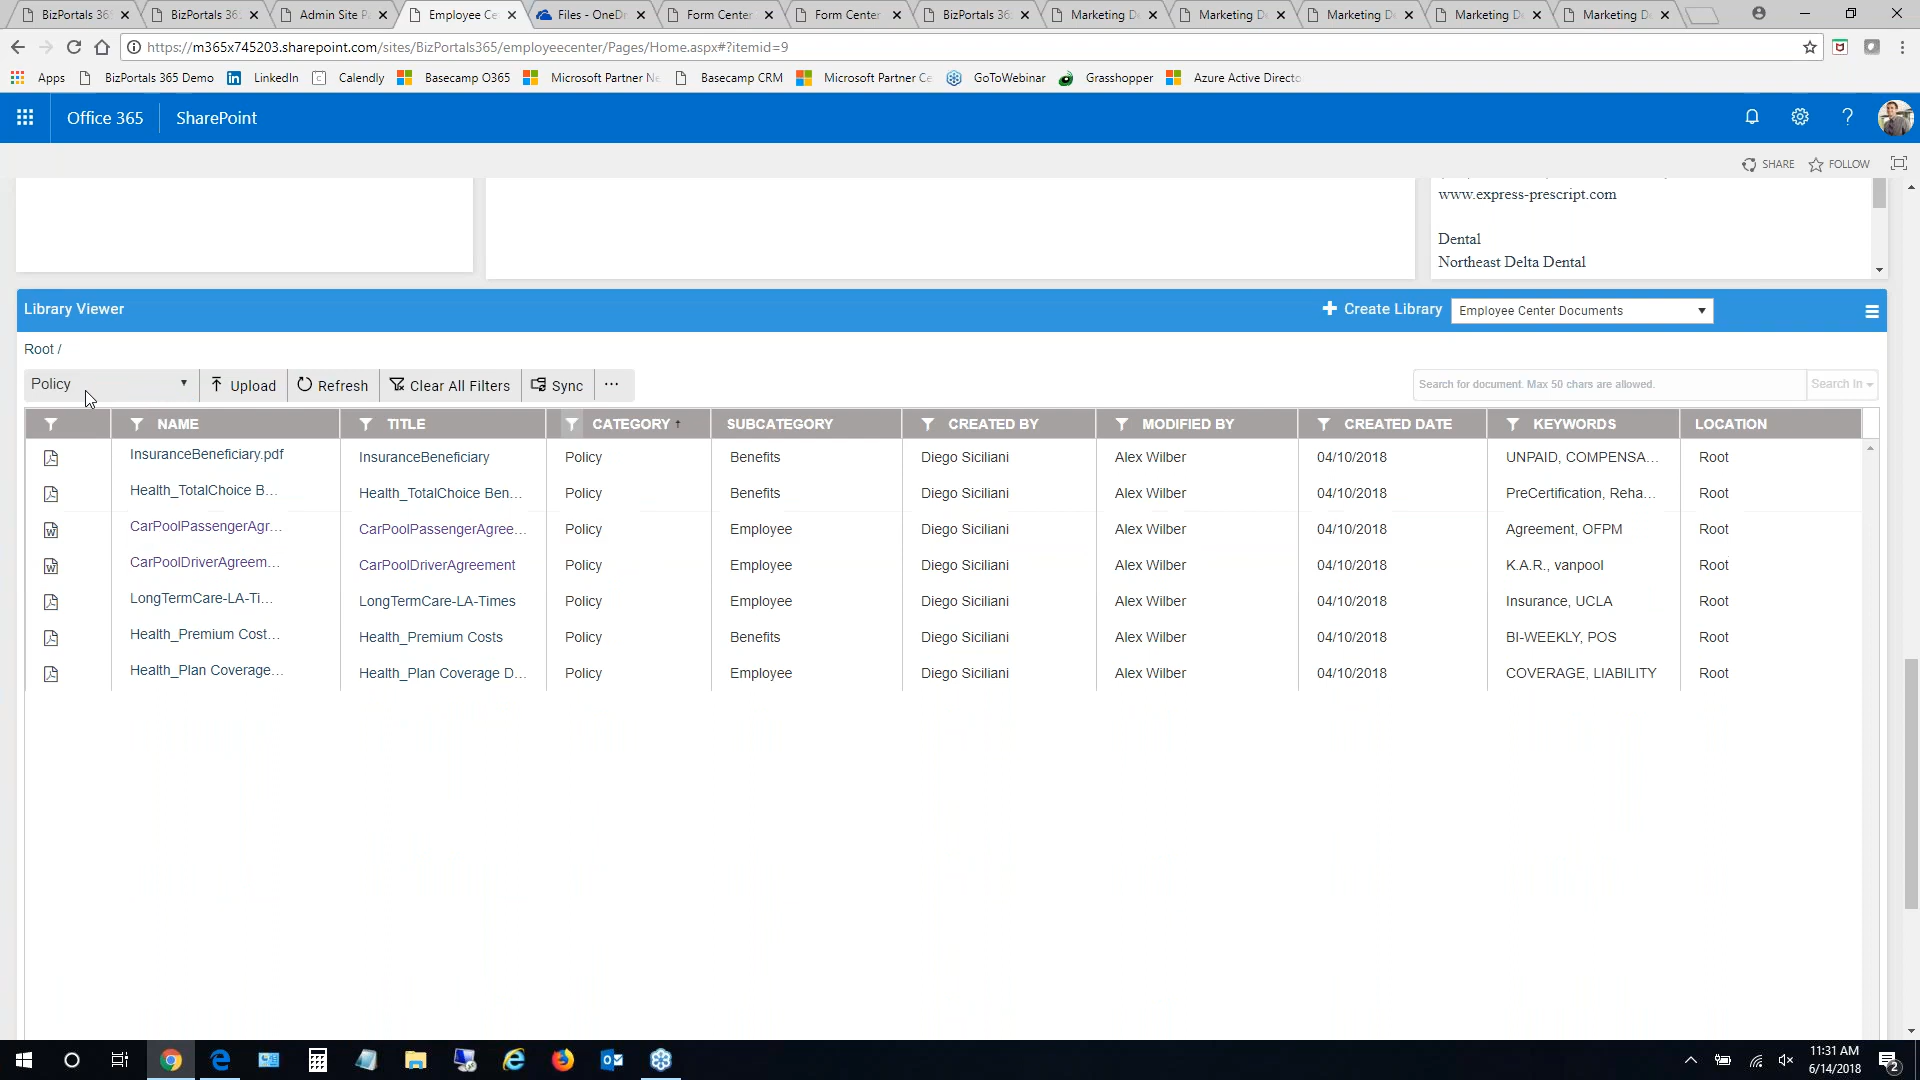 BizPortals 36
BizPortals 36
Admin Site P
Employee Ce
Files - OneDr
Form Center
Form Center
BizPortals 36
Marketing D
Marketing D
Marketing D
Marketing D
Marketing D
https://m365x745203.sharepoint.com/sites/BizPortals365/employeecenter/Pages/Home.aspx#?itemid=9
Apps BizPortals 365 Demo LinkedIn Calendly Basecamp O365 Microsoft Partner Ne Basecamp CRM Microsoft Partner Ce GoToWebinar Grasshopper Azure Active Directo
Office 365 SharePoint
SHARE FOLLOW
www.express-prescript.com
Dental
Northeast Delta Dental
Library Viewer Create Library Employee Center Documents
Root /
Policy Upload Refresh Clear All Filters Sync ... Search for document. Max 50 chars are allowed. Search In
NAME TITLE CATEGORY ↑ SUBCATEGORY CREATED BY MODIFIED BY CREATED DATE KEYWORDS LOCATION
InsuranceBeneficiary.pdf InsuranceBeneficiary Policy Benefits Diego Siciliani Alex Wilber 04/10/2018 UNPAID, COMPENSA... Root
Health_TotalChoice B... Health_TotalChoice Ben... Policy Benefits Diego Siciliani Alex Wilber 04/10/2018 PreCertification, Reha... Root
CarPoolPassengerAgr... CarPoolPassengerAgree... Policy Employee Diego Siciliani Alex Wilber 04/10/2018 Agreement, OFPM Root
CarPoolDriverAgreem... CarPoolDriverAgreement Policy Employee Diego Siciliani Alex Wilber 04/10/2018 K.A.R., vanpool Root
LongTermCare-LA-Ti... LongTermCare-LA-Times Policy Employee Diego Siciliani Alex Wilber 04/10/2018 Insurance, UCLA Root
Health_Premium Cost... Health_Premium Costs Policy Benefits Diego Siciliani Alex Wilber 04/10/2018 BI-WEEKLY, POS Root
Health_Plan Coverage... Health_Plan Coverage D... Policy Employee Diego Siciliani Alex Wilber 04/10/2018 COVERAGE, LIABILITY Root
11:31 AM
6/14/2018
2